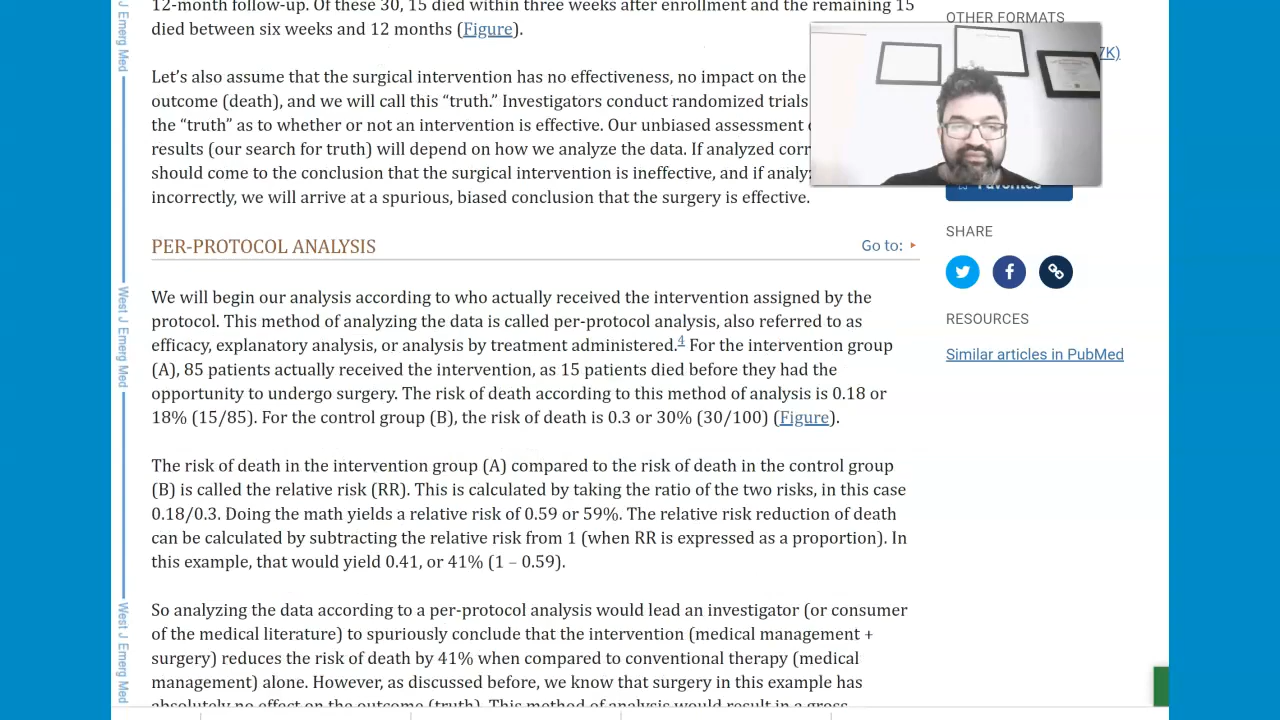 12-month follow-up. Of these 30, 15 died within three weeks after enrollment and the remaining 15
died between six weeks and 12 months (Figure).
Let’s also assume that the surgical intervention has no effectiveness, no impact on the
outcome (death), and we will call this “truth.” Investigators conduct randomized trials
the “truth” as to whether or not an intervention is effective. Our unbiased assessment
results (our search for truth) will depend on how we analyze the data. If analyzed corr
should come to the conclusion that the surgical intervention is ineffective, and if analyz
incorrectly, we will arrive at a spurious, biased conclusion that the surgery is effective.
PER-PROTOCOL ANALYSIS
Go to:
We will begin our analysis according to who actually received the intervention assigned by the
protocol. This method of analyzing the data is called per-protocol analysis, also referred to as
efficacy, explanatory analysis, or analysis by treatment administered.4 For the intervention group
(A), 85 patients actually received the intervention, as 15 patients died before they had the
opportunity to undergo surgery. The risk of death according to this method of analysis is 0.18 or
18% (15/85). For the control group (B), the risk of death is 0.3 or 30% (30/100) (Figure).
The risk of death in the intervention group (A) compared to the risk of death in the control group
(B) is called the relative risk (RR). This is calculated by taking the ratio of the two risks, in this case
0.18/0.3. Doing the math yields a relative risk of 0.59 or 59%. The relative risk reduction of death
can be calculated by subtracting the relative risk from 1 (when RR is expressed as a proportion). In
this example, that would yield 0.41, or 41% (1 – 0.59).
So analyzing the data according to a per-protocol analysis would lead an investigator (or consumer
of the medical literature) to spuriously conclude that the intervention (medical management +
surgery) reduces the risk of death by 41% when compared to conventional therapy (medical
management) alone. However, as discussed before, we know that surgery in this example has
absolutely no effect on the outcome (truth). This method of analysis would result in a gross
J Emerg Med
West J Emerg Med
West J Emerg Med
OTHER FORMATS
7K)
Favorites
SHARE
RESOURCES
Similar articles in PubMed